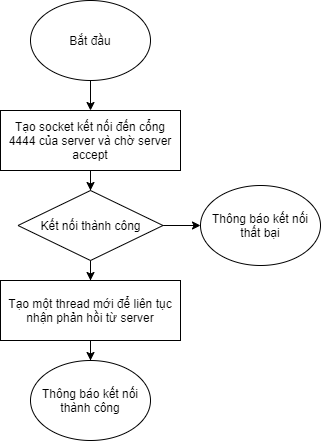 Bắt đầu
Tạo socket kết nối đến cổng
4444 của server và chờ server
accept
Kết nối thành công
Thông báo kết nối
thất bại
Tạo một thread mới để liên tục
nhận phản hồi từ server
Thông báo kết nối
thành công